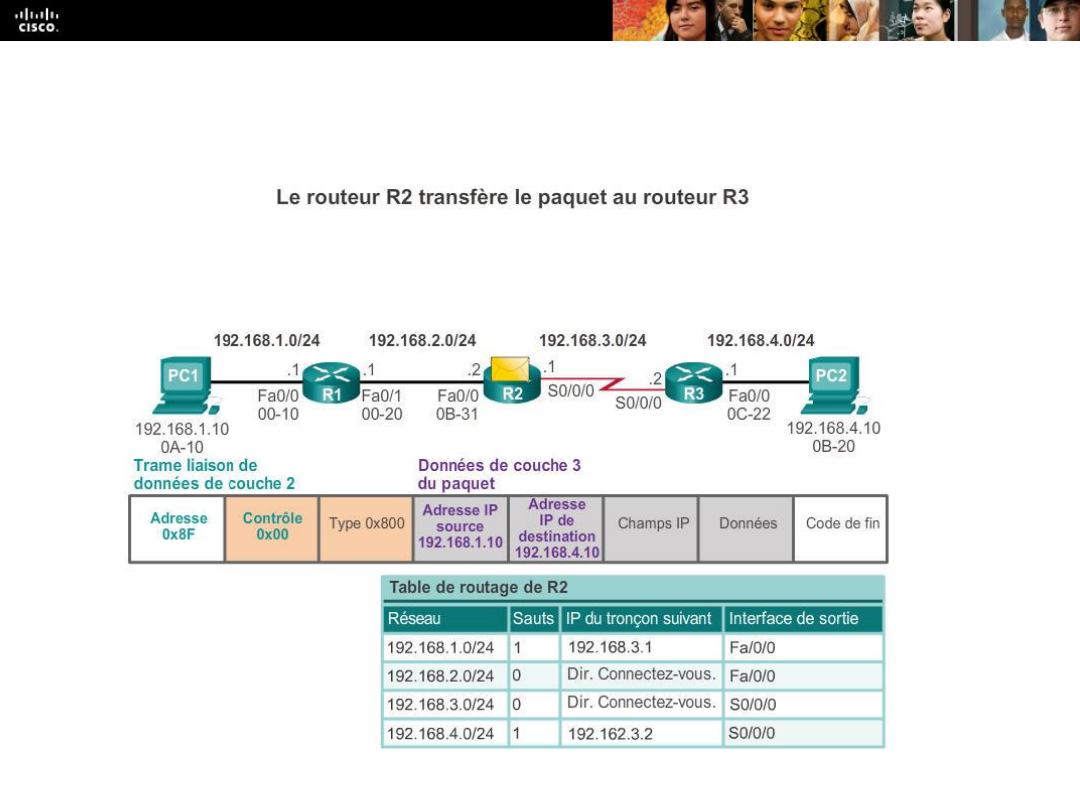 cisco.
Le routeur R2 transfère le paquet au routeur R3
192.168.1.0/24 192.168.2.0/24 192.168.3.0/24 192.168.4.0/24
PC1 .1 R1 .1 .2 R2 .1 .2 R3 .1 PC2
Fa0/0 Fa0/1 Fa0/0 S0/0/0 S0/0/0 Fa0/0
00-10 00-20 0B-31 0C-22
192.168.1.10 192.168.4.10
0A-10 0B-20
Trame liaison de
données de couche 2
Données de couche 3
du paquet
Adresse
0x8F
Contrôle
0x00
Type 0x800
Adresse IP
source
192.168.1.10
Adresse
IP de
destination
192.168.4.10
Champs IP
Données
Code de fin
Table de routage de R2
Réseau Sauts IP du tronçon suivant Interface de sortie
192.168.1.0/24 1 192.168.3.1 Fa/0/0
192.168.2.0/24 0 Dir. Connectez-vous. Fa/0/0
192.168.3.0/24 0 Dir. Connectez-vous. S0/0/0
192.168.4.0/24 1 192.162.3.2 S0/0/0